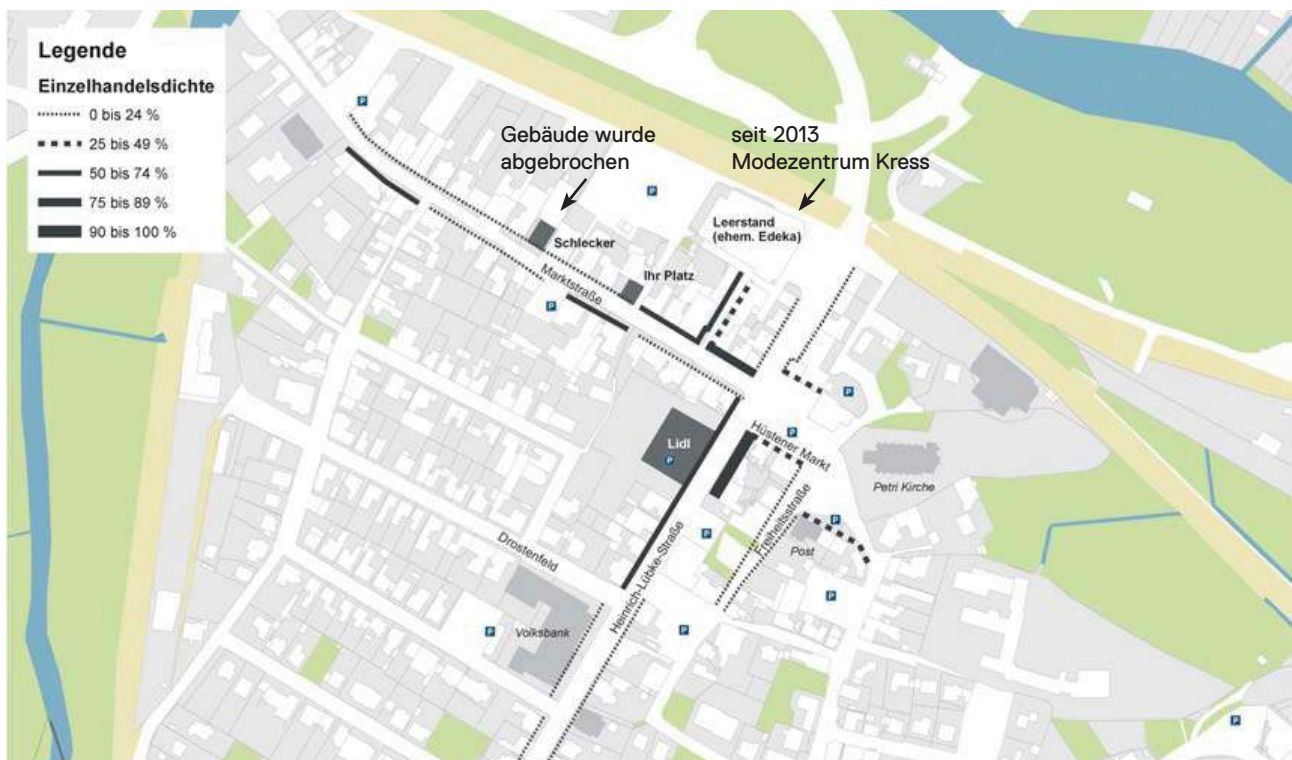 Legende
Einzelhandelsdichte
0 bis 24 %
25 bis 49 %
50 bis 74 %
75 bis 89 %
90 bis 100 %
Gebäude wurde
abgebrochen
seit 2013
Modezentrum Kress
Leerstand
(ehem. Edeka)
Schlecker
Ihr Platz
Marktstraße
Lidl
Hüstener Markt
Petri Kirche
Freiheitsstraße
Post
Drostenfeld
Heinrich-Lübke-Straße
Volksbank
P
P
P
P
P
P
P
P
P
P
P
P